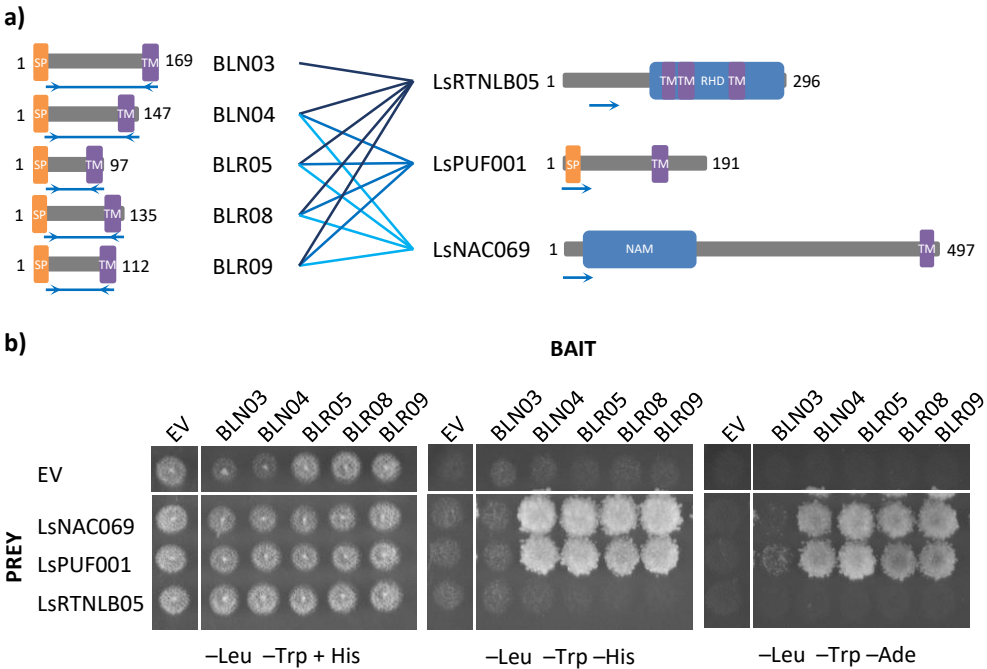 a)
1 SP TM 169 BLN03
1 SP TM 147 BLN04
1 SP TM 97 BLR05
1 SP TM 135 BLR08
1 SP TM 112 BLR09
LsRTNLB05 1 TM TM RHD TM 296
LsPUF001 1 SP TM 191
LsNAC069 1 NAM TM 497
b)
BAIT
EV BLN03 BLN04 BLR05 BLR08 BLR09 EV BLN03 BLN04 BLR05 BLR08 BLR09 EV BLN03 BLN04 BLR05 BLR08 BLR09
PREY
EV
LsNAC069
LsPUF001
LsRTNLB05
–Leu –Trp + His –Leu –Trp –His –Leu –Trp –Ade